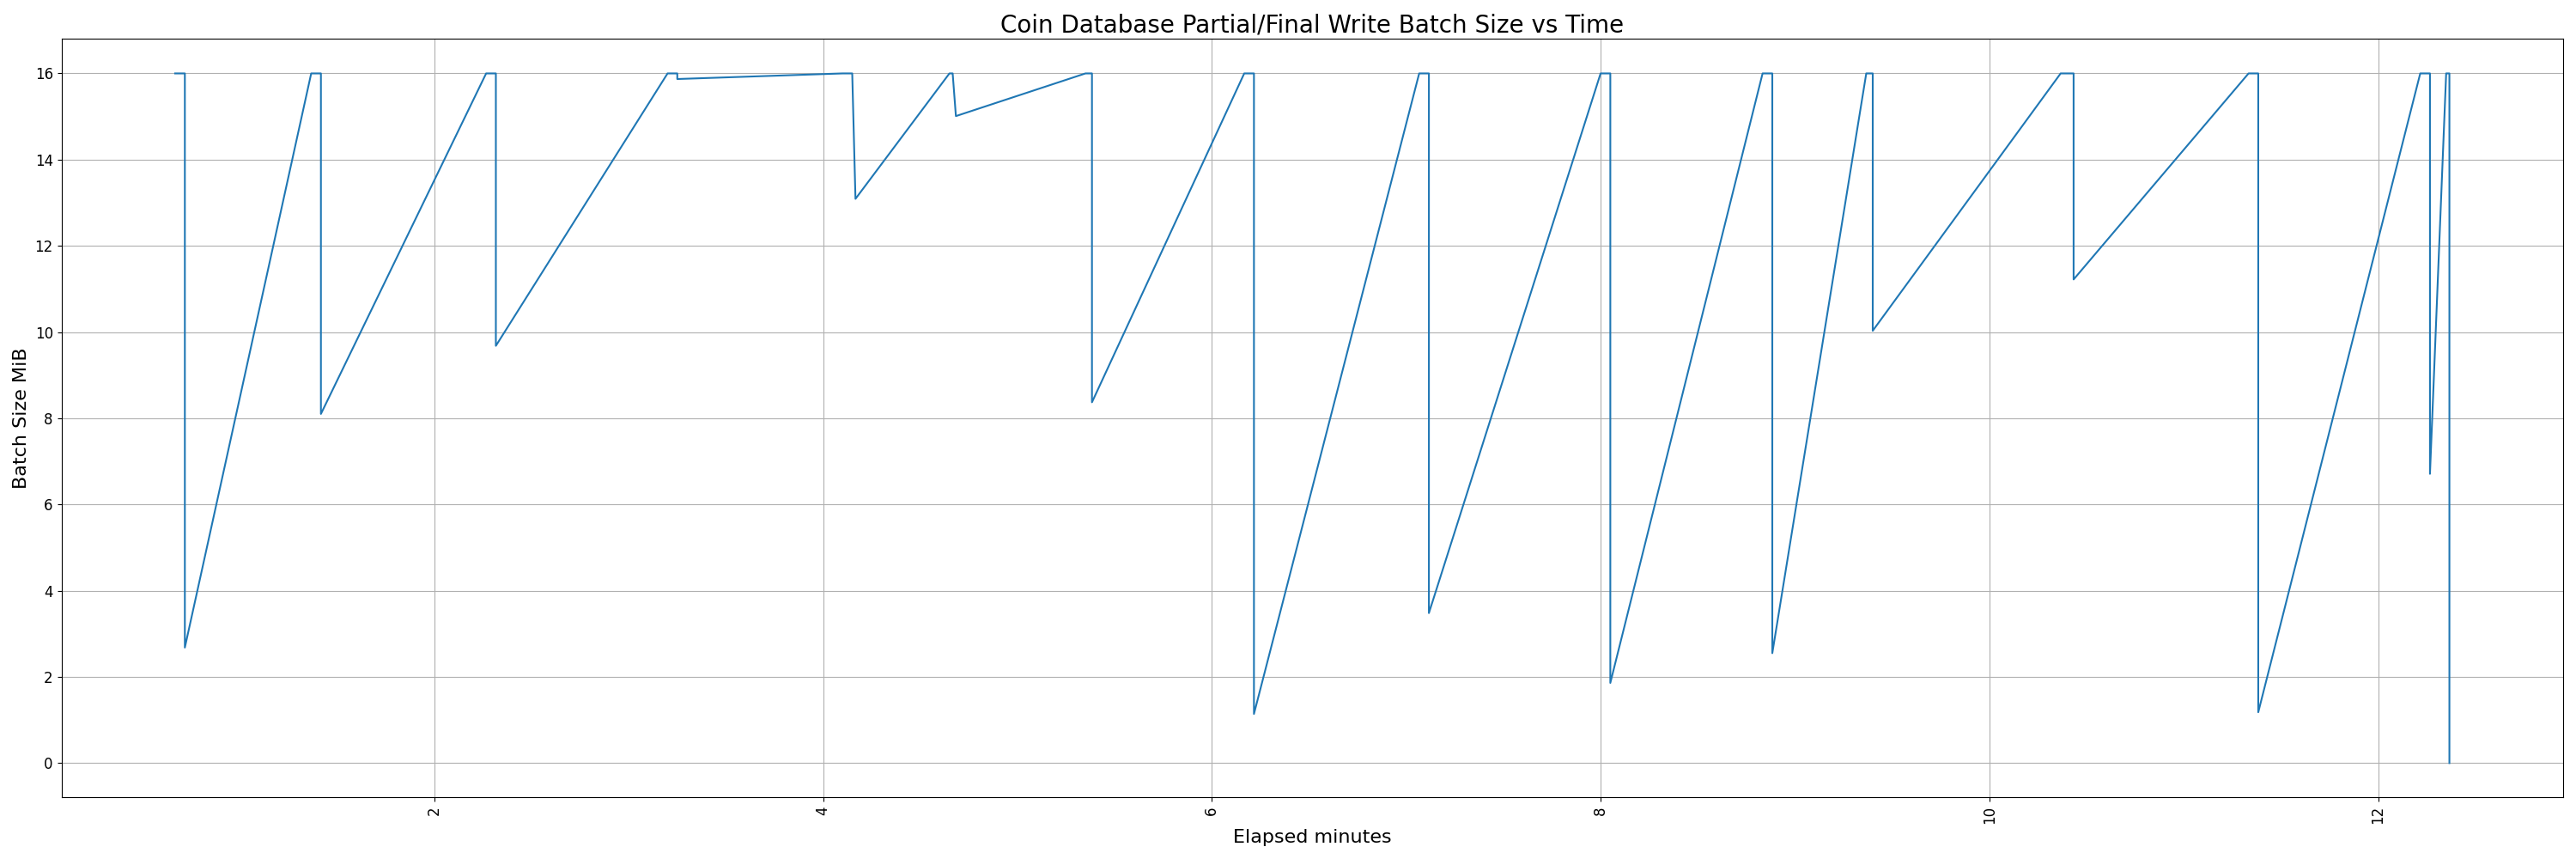 Coin Database Partial/Final Write Batch Size vs Time
Batch Size MiB
16
14
12
10
8
6
4
2
0
2 4 6 8 10 12
Elapsed minutes